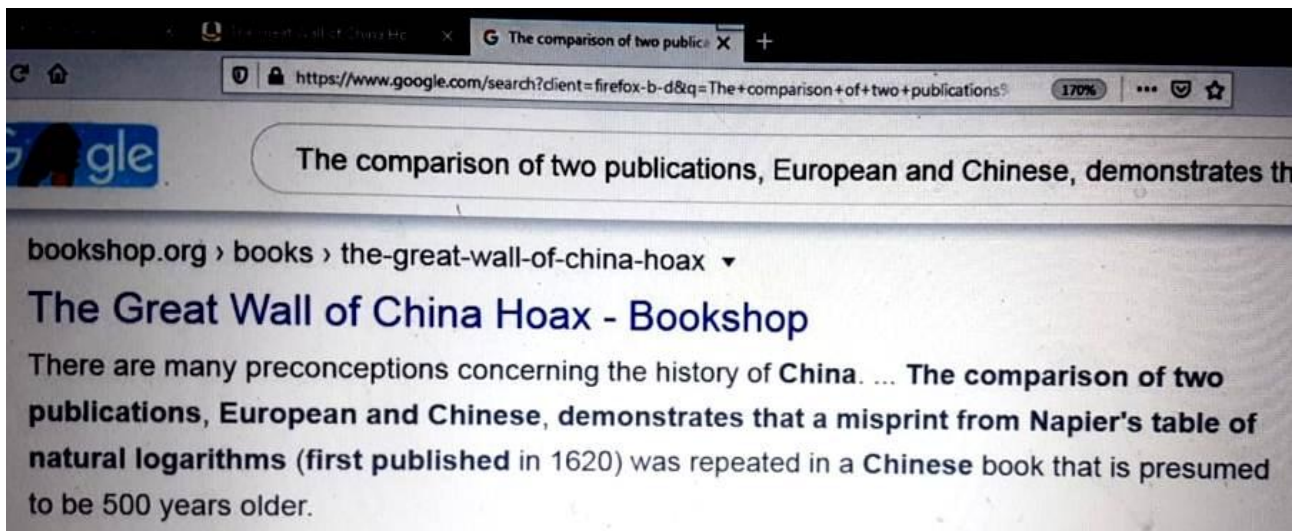 The comparison of two public
https://www.google.com/search?client=firefox-b-d&q=The+comparison+of+two+publications
170%
gle
The comparison of two publications, European and Chinese, demonstrates th
bookshop.org › books › the-great-wall-of-china-hoax
The Great Wall of China Hoax - Bookshop
There are many preconceptions concerning the history of China. ... The comparison of two
publications, European and Chinese, demonstrates that a misprint from Napier's table of
natural logarithms (first published in 1620) was repeated in a Chinese book that is presumed
to be 500 years older.